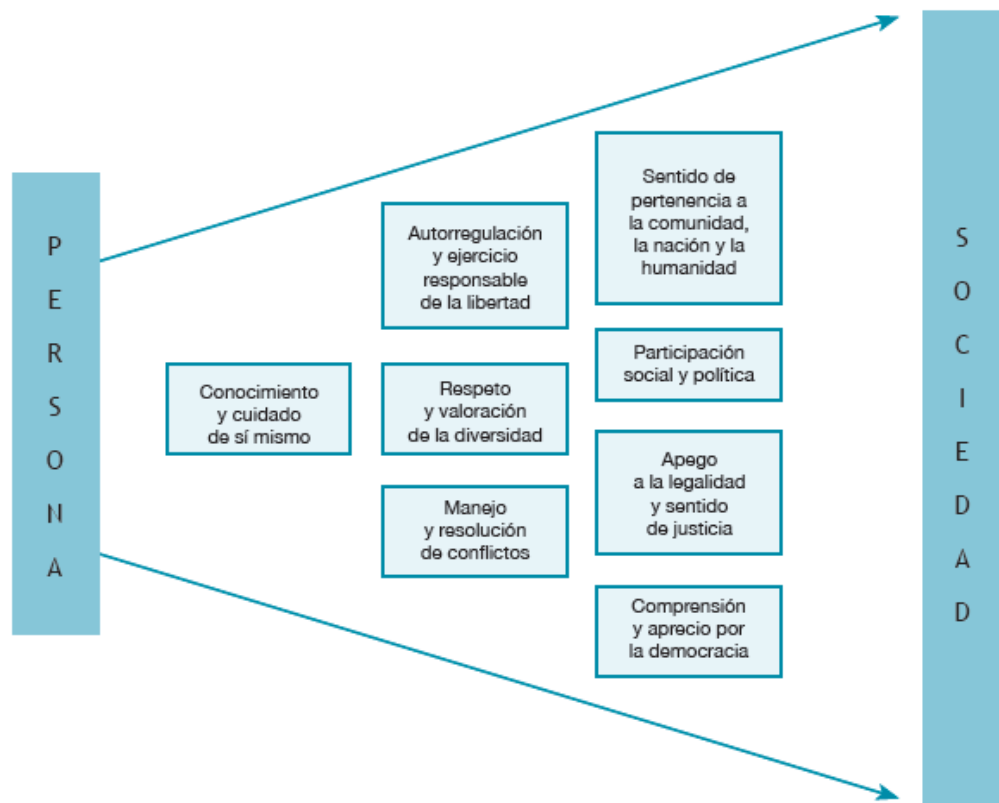 PERSONA
Conocimiento
y cuidado
de sí mismo
Autorregulación
y ejercicio
responsable
de la libertad
Respeto
y valoración
de la diversidad
Manejo
y resolución
de conflictos
Sentido de
pertenencia a
la comunidad,
la nación y la
humanidad
Participación
social y política
Apego
a la legalidad
y sentido
de justicia
Comprensión
y aprecio por
la democracia
SOCIEDAD